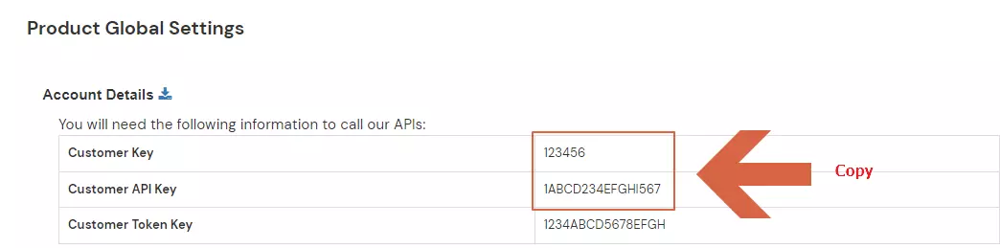 Product Global Settings
Account Details
You will need the following information to call our APIs:
Customer Key 123456
Customer API Key 1ABCD234EFGHI567
Copy
Customer Token Key 1234ABCD5678EFGH